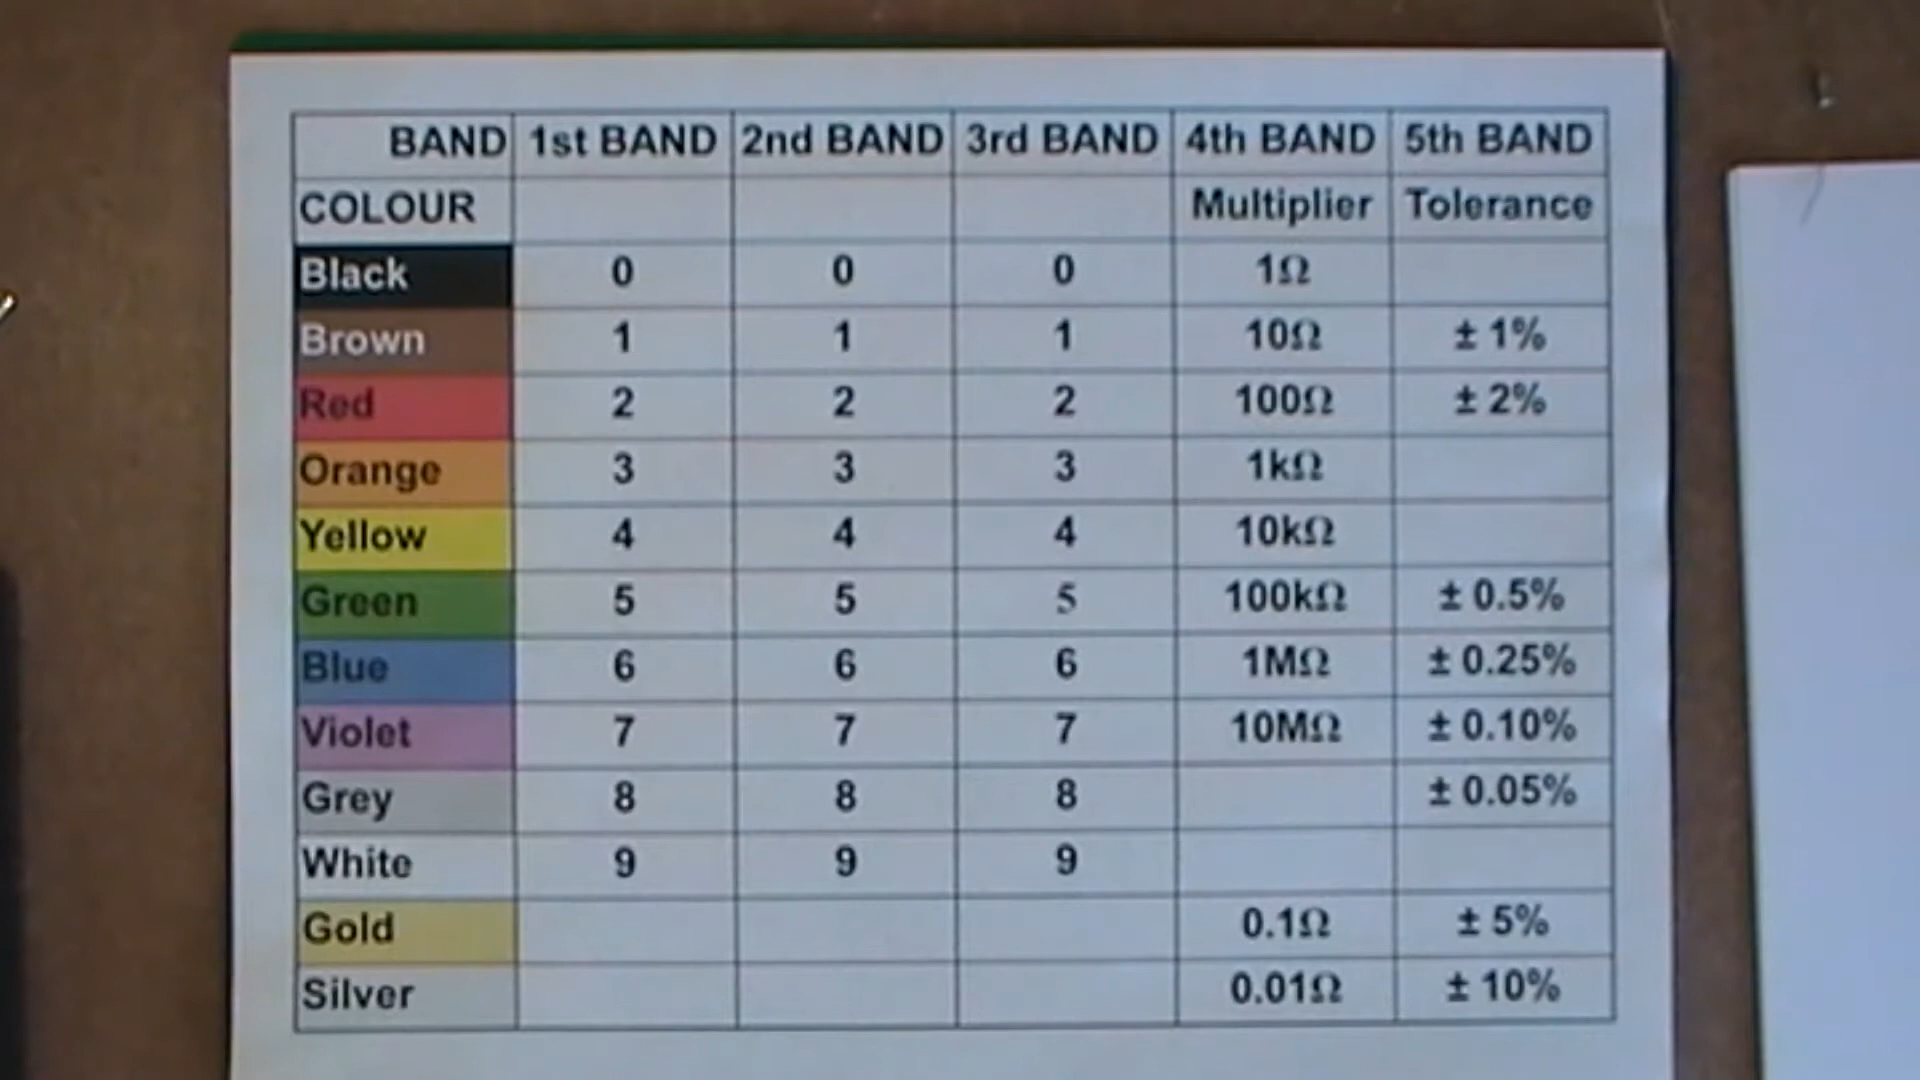 BAND 1st BAND 2nd BAND 3rd BAND 4th BAND 5th BAND
COLOUR Multiplier Tolerance
Black 0 0 0 1Ω
Brown 1 1 1 10Ω ± 1%
Red 2 2 2 100Ω ± 2%
Orange 3 3 3 1kΩ
Yellow 4 4 4 10kΩ
Green 5 5 5 100kΩ ± 0.5%
Blue 6 6 6 1MΩ ± 0.25%
Violet 7 7 7 10MΩ ± 0.10%
Grey 8 8 8 ± 0.05%
White 9 9 9
Gold 0.1Ω ± 5%
Silver 0.01Ω ± 10%